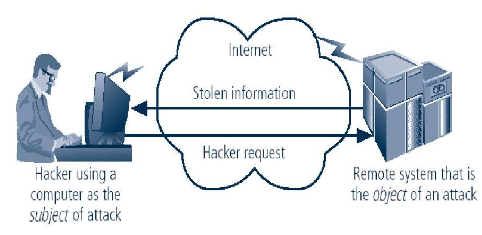 Internet
Stolen information
Hacker request
Hacker using a
computer as the
subject of attack
Remote system that is
the object of an attack